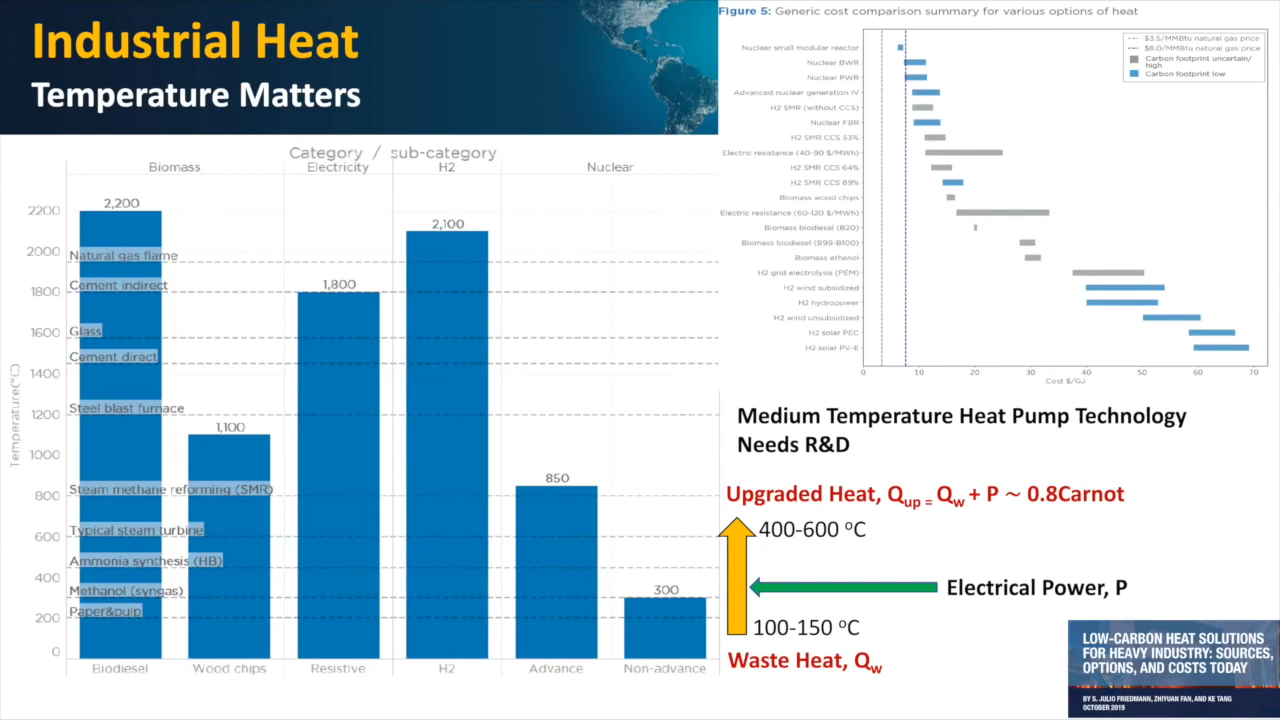 Industrial Heat
Temperature Matters
Category / sub-category
Biomass Electricity H2 Nuclear
Temperature(°C)
2200
2000
1800
1600
1400
1200
1000
800
600
400
200
0
2,200
1,100
1,800
2,100
850
300
Natural gas flame
Cement indirect
Glass
Cement direct
Steel blast furnace
Steam methane reforming (SMR)
Typical steam turbine
Ammonia synthesis (HB)
Methanol (syngas)
Paper&pulp
Biodiesel Wood chips Resistive H2 Advance Non-advance
Figure 5: Generic cost comparison summary for various options of heat
$3.5/MMBtu natural gas price
$8.0/MMBtu natural gas price
Carbon footprint uncertain/
high
Carbon footprint low
Nuclear small modular reactor
Nuclear BWR
Nuclear PWR
Advanced nuclear generation IV
H2 SMR (without CCS)
Nuclear FBR
H2 SMR CCS 53%
Electric resistance (40-90 $/MWh)
H2 SMR CCS 64%
H2 SMR CCS 89%
Biomass wood chips
Electric resistance (60-120 $/MWh)
Biomass biodiesel (B20)
Biomass biodiesel (B99-B100)
Biomass ethanol
H2 grid electrolysis (PEM)
H2 wind subsidized
H2 hydropower
H2 wind unsubsidized
H2 solar PEC
H2 solar PV-E
0 10 20 30 40 50 60 70
Cost $/GJ
Medium Temperature Heat Pump Technology
Needs R&D
Upgraded Heat, Qup = Qw + P ~ 0.8Carnot
400-600 °C
Electrical Power, P
100-150 °C
Waste Heat, Qw
LOW-CARBON HEAT SOLUTIONS
FOR HEAVY INDUSTRY: SOURCES,
OPTIONS, AND COSTS TODAY
BY S. JULIO FRIEDMANN, ZHIYUAN FAN, AND KE TANG
OCTOBER 2019